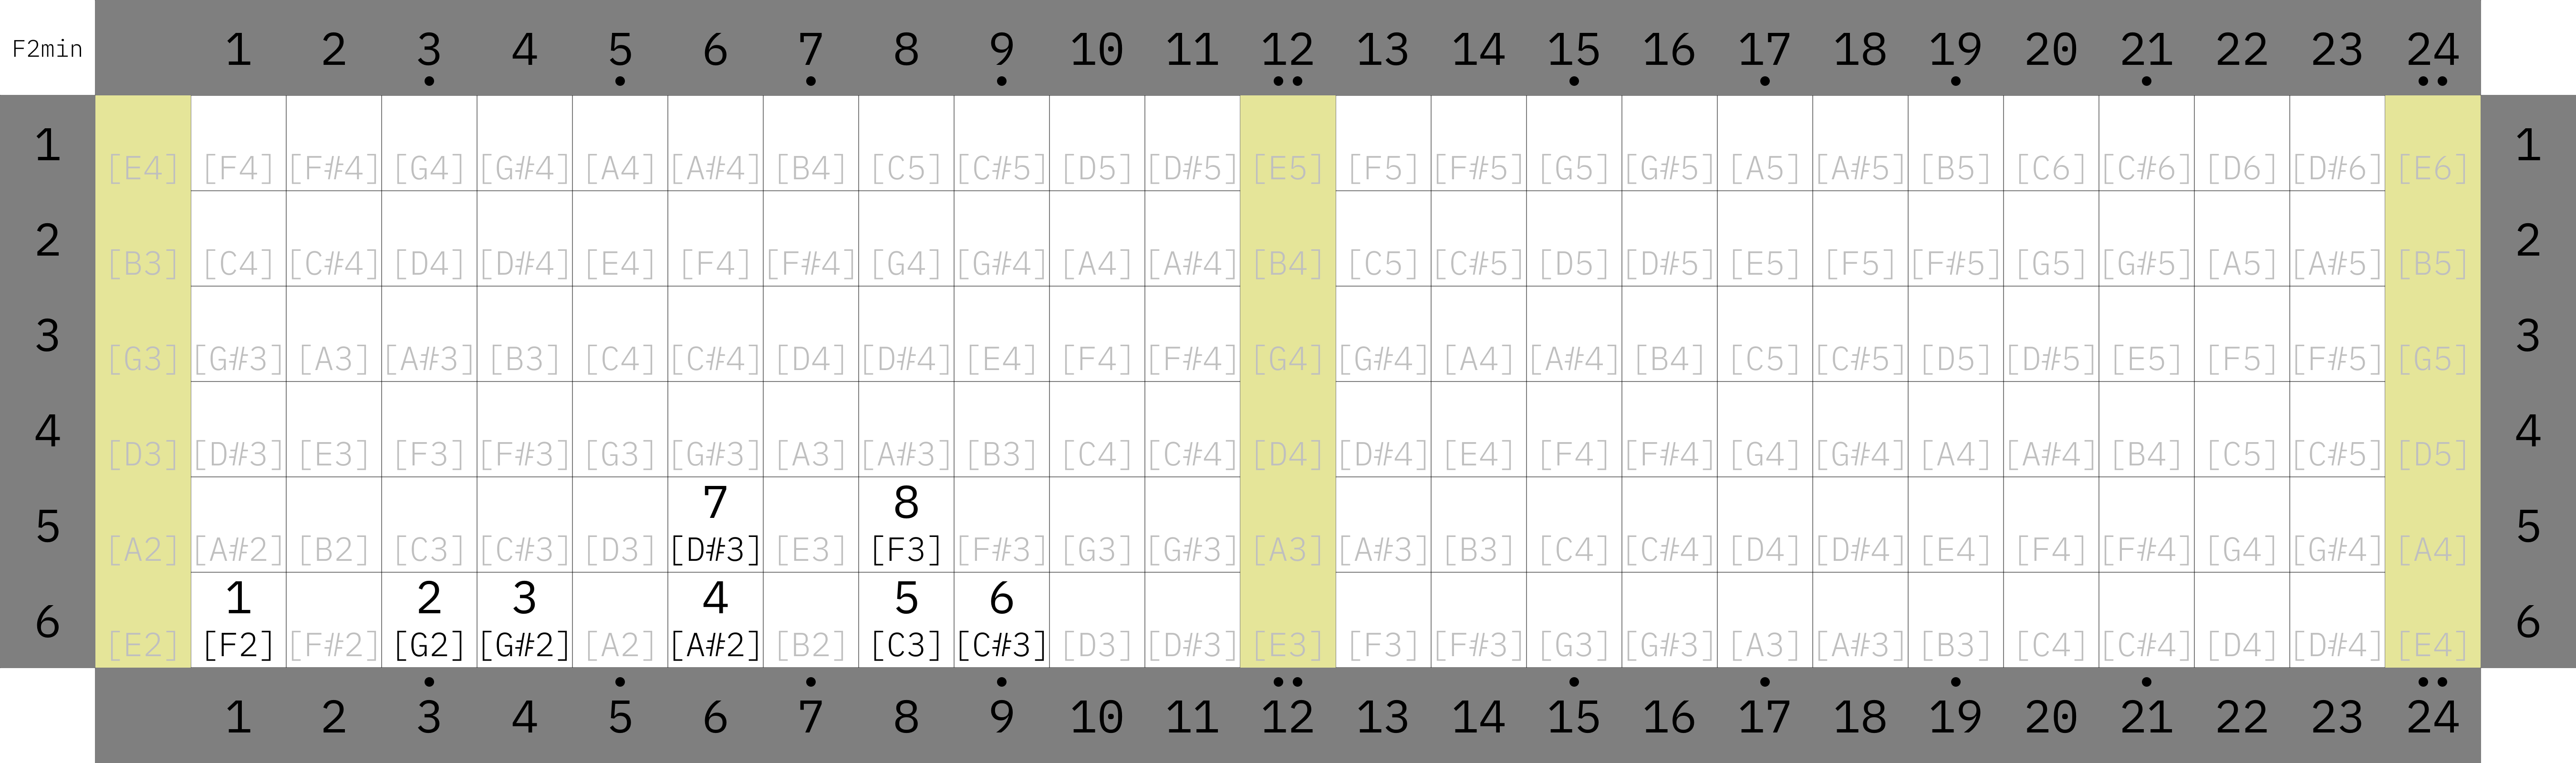 F2min 1 2 3 4 5 6 7 8 9 10 11 12 13 14 15 16 17 18 19 20 21 22 23 24
1 [E4] [F4] [F#4] [G4] [G#4] [A4] [A#4] [B4] [C5] [C#5] [D5] [D#5] [E5] [F5] [F#5] [G5] [G#5] [A5] [A#5] [B5] [C6] [C#6] [D6] [D#6] [E6] 1
2 [B3] [C4] [C#4] [D4] [D#4] [E4] [F4] [F#4] [G4] [G#4] [A4] [A#4] [B4] [C5] [C#5] [D5] [D#5] [E5] [F5] [F#5] [G5] [G#5] [A5] [A#5] [B5] 2
3 [G3] [G#3] [A3] [A#3] [B3] [C4] [C#4] [D4] [D#4] [E4] [F4] [F#4] [G4] [G#4] [A4] [A#4] [B4] [C5] [C#5] [D5] [D#5] [E5] [F5] [F#5] [G5] 3
4 [D3] [D#3] [E3] [F3] [F#3] [G3] [G#3] [A3] [A#3] [B3] [C4] [C#4] [D4] [D#4] [E4] [F4] [F#4] [G4] [G#4] [A4] [A#4] [B4] [C5] [C#5] [D5] 4
7 8
5 [A2] [A#2] [B2] [C3] [C#3] [D3] [D#3] [E3] [F3] [F#3] [G3] [G#3] [A3] [A#3] [B3] [C4] [C#4] [D4] [D#4] [E4] [F4] [F#4] [G4] [G#4] [A4] 5
1 2 3 4 5 6
6 [E2] [F2] [F#2] [G2] [G#2] [A2] [A#2] [B2] [C3] [C#3] [D3] [D#3] [E3] [F3] [F#3] [G3] [G#3] [A3] [A#3] [B3] [C4] [C#4] [D4] [D#4] [E4] 6
1 2 3 4 5 6 7 8 9 10 11 12 13 14 15 16 17 18 19 20 21 22 23 24